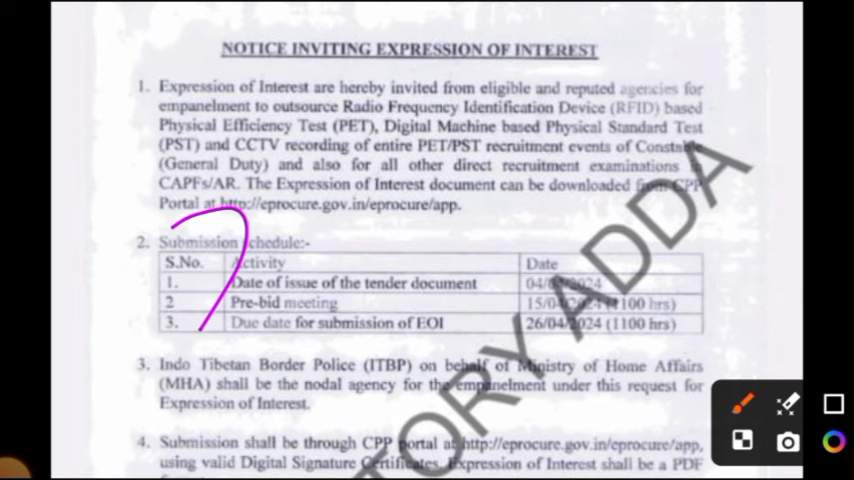 NOTICE INVITING EXPRESSION OF INTEREST
1. Expression of Interest are hereby invited from eligible and reputed agencies for
empanelment to outsource Radio Frequency Identification Device (RFID) based
Physical Efficiency Test (PET), Digital Machine based Physical Standard Test
(PST) and CCTV recording of entire PET/PST recruitment events of Constable
(General Duty) and also for all other direct recruitment examinations in
CAPFs/AR. The Expression of Interest document can be downloaded from CPP
Portal at http://eprocure.gov.in/eprocure/app.
2. Submission schedule:-
S.No. Activity Date
1. Date of issue of the tender document
2 Pre-bid meeting 15/04/2024 (1100 hrs)
3. Due date for submission of EOI 26/04/2024 (1100 hrs)
3. Indo Tibetan Border Police (ITBP) on behalf of Ministry of Home Affairs
(MHA) shall be the nodal agency for the empanelment under this request for
Expression of Interest.
4. Submission shall be through CPP portal at http://eprocure.gov.in/eprocure/app,
using valid Digital Signature Certificates. Expression of Interest shall be a PDF
TORY ADDA